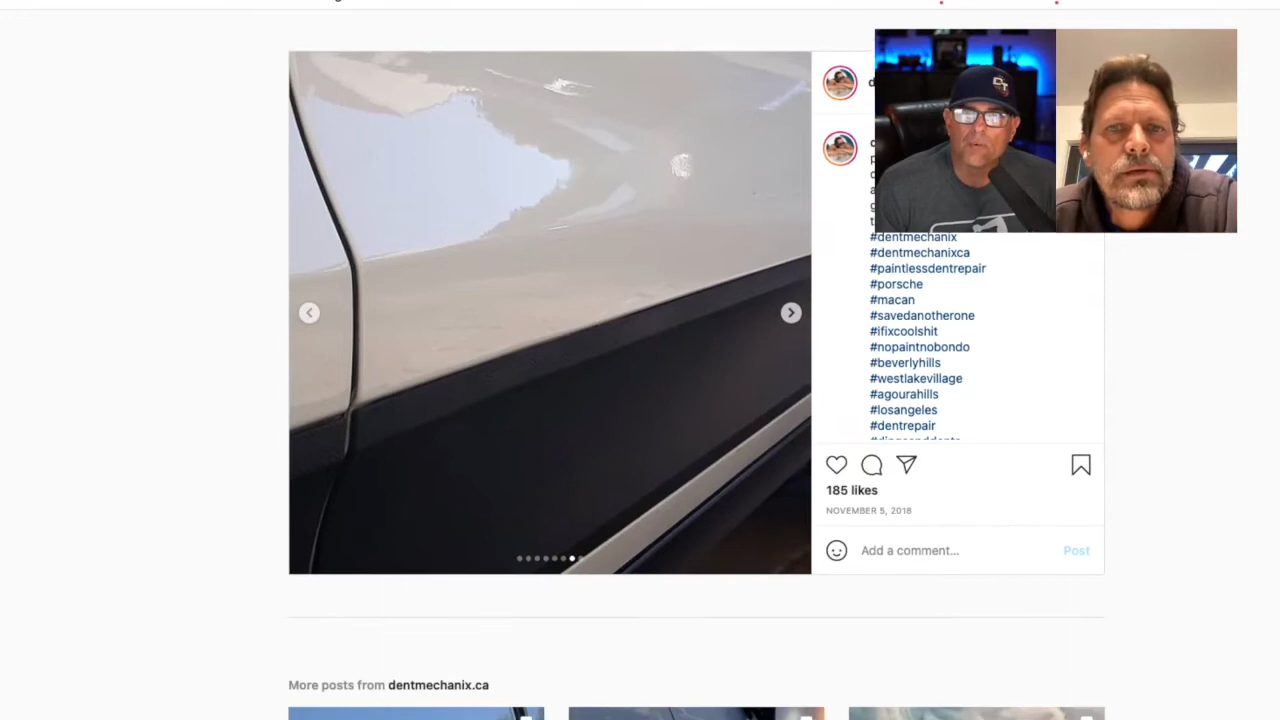 #dentmechanix
#dentmechanixca
#paintlessdentrepair
#porsche
#macan
#savedanotherone
#ifixcoolshit
#nopaintnobondo
#beverlyhills
#westlakevillage
#agourahills
#losangeles
#dentrepair
185 likes
NOVEMBER 5, 2018
Add a comment...
Post
More posts from dentmechanix.ca